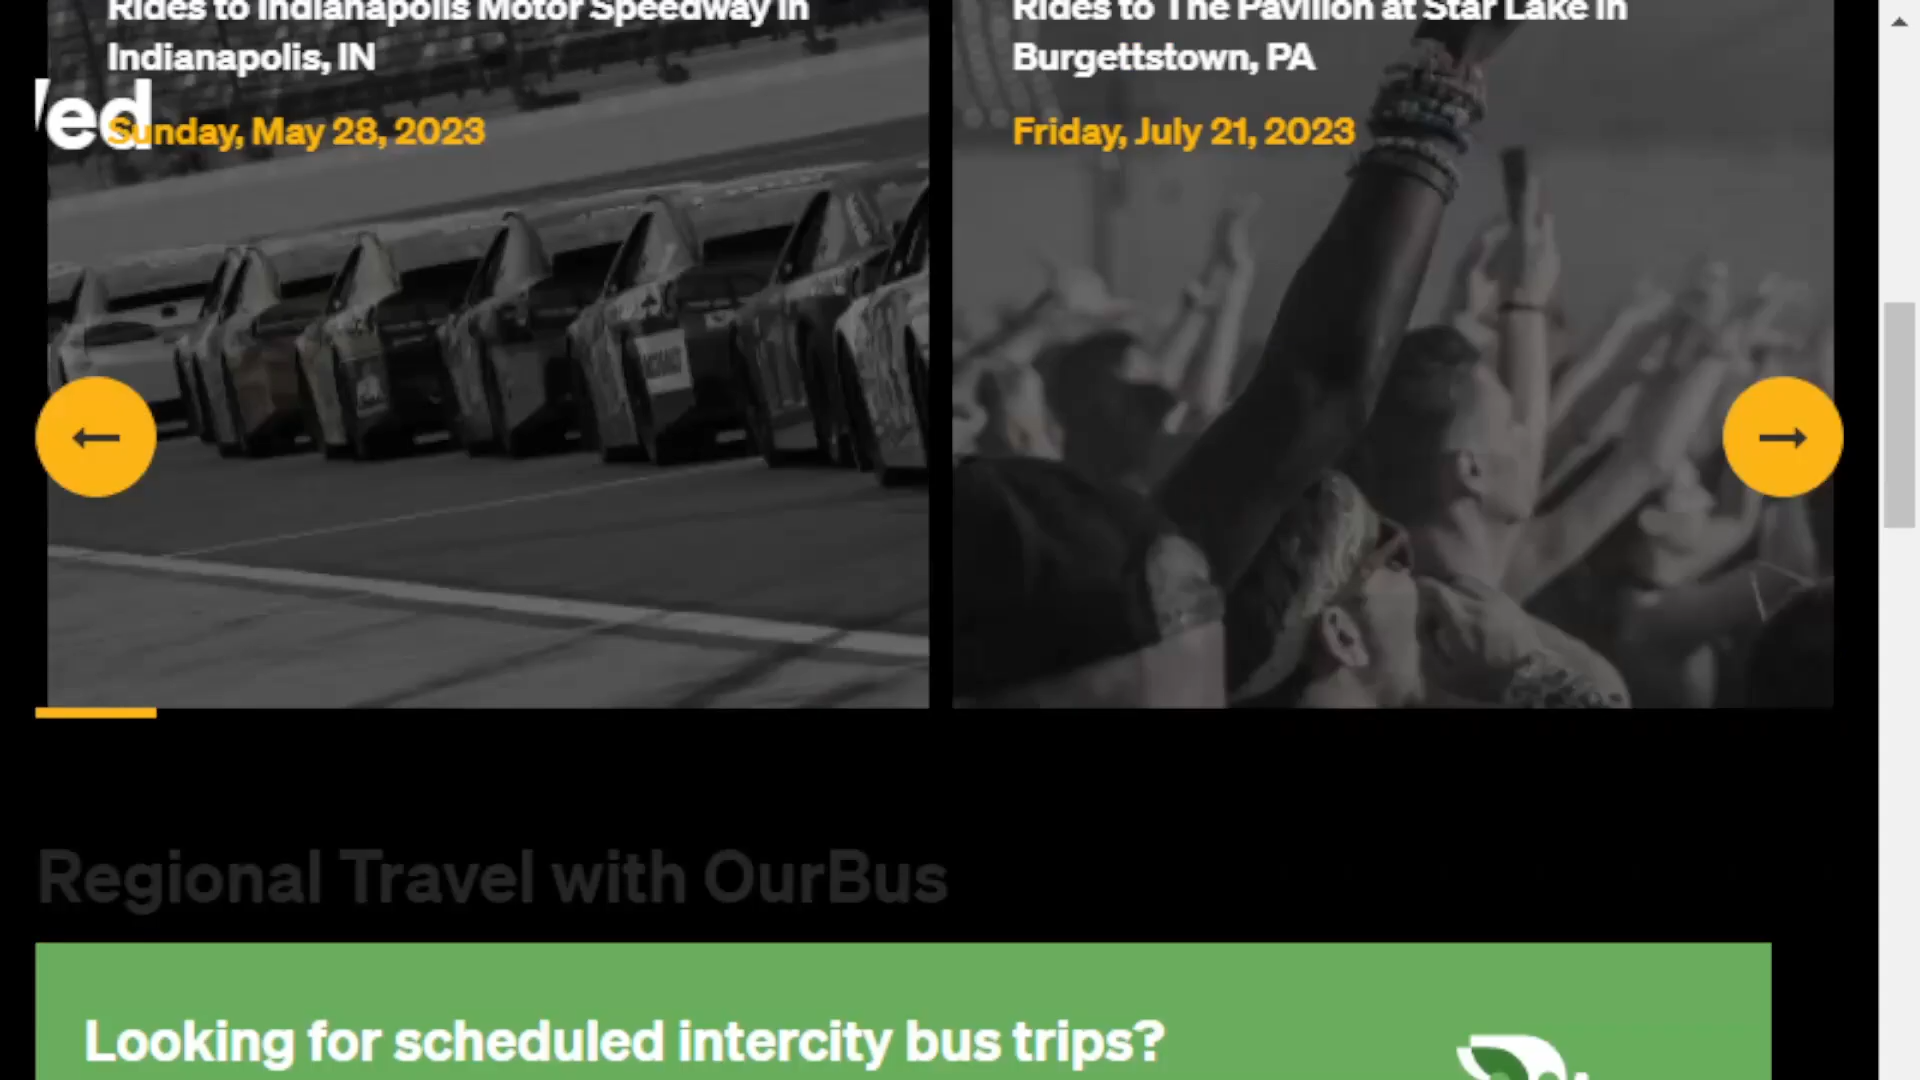 Rides to Indianapolis Motor Speedway in
Indianapolis, IN
Sunday, May 28, 2023
Rides to The Pavilion at Star Lake in
Burgettstown, PA
Friday, July 21, 2023
Regional Travel with OurBus
Looking for scheduled intercity bus trips?